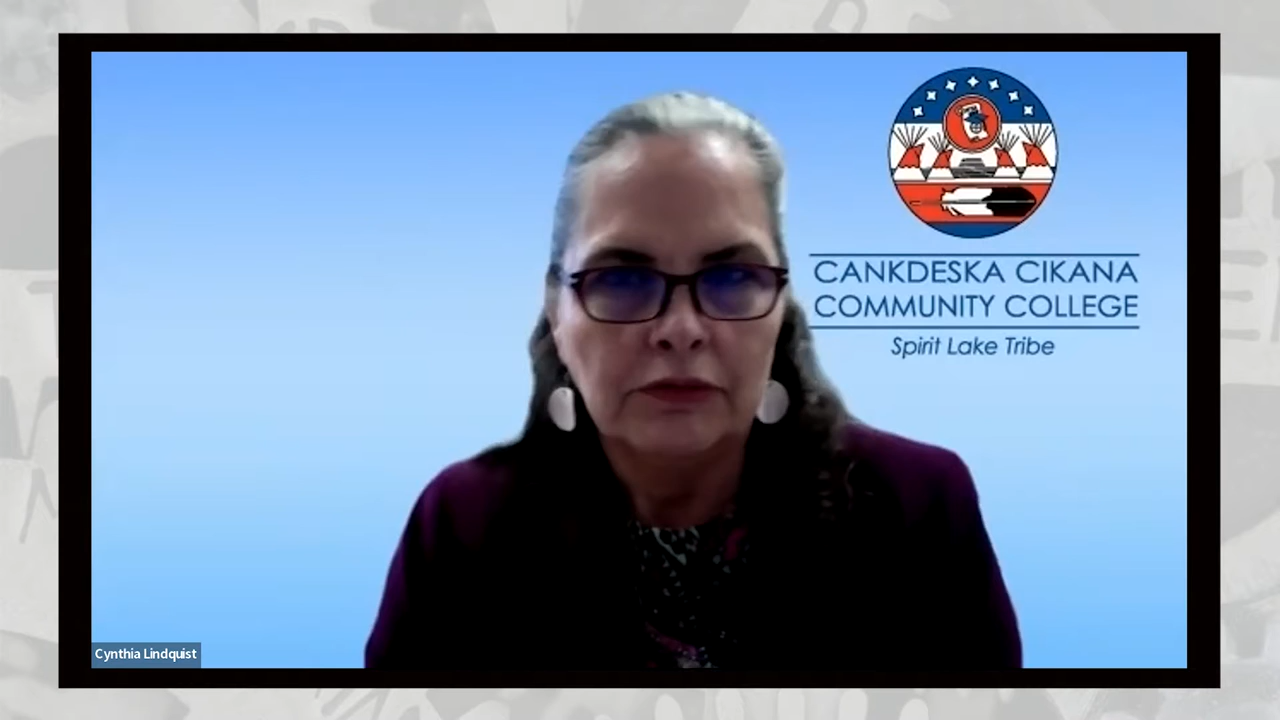 CANKDESKA CIKANA
COMMUNITY COLLEGE
Spirit Lake Tribe
Cynthia Lindquist